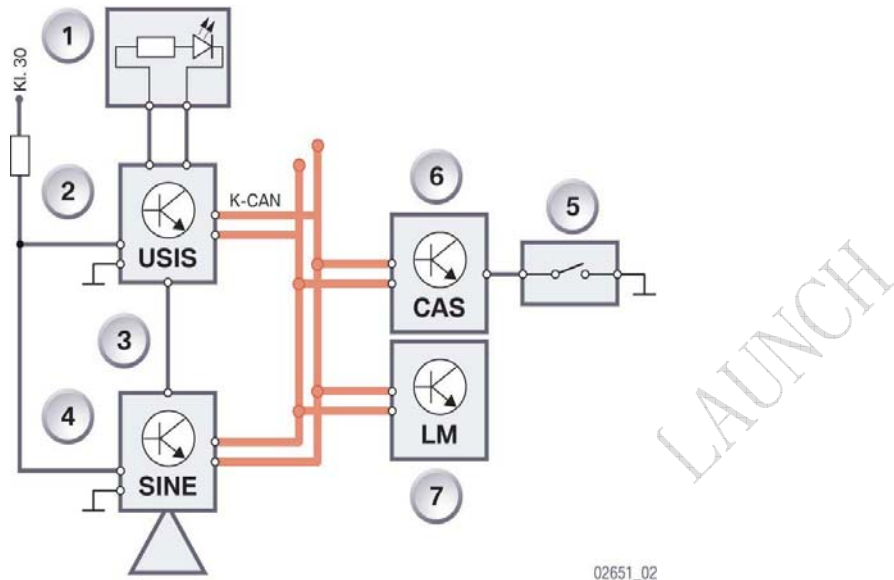 1
Kl. 30
2
USIS
K-CAN
6
5
CAS
3
4
SINE
LM
7
LAUNCH
02651_02